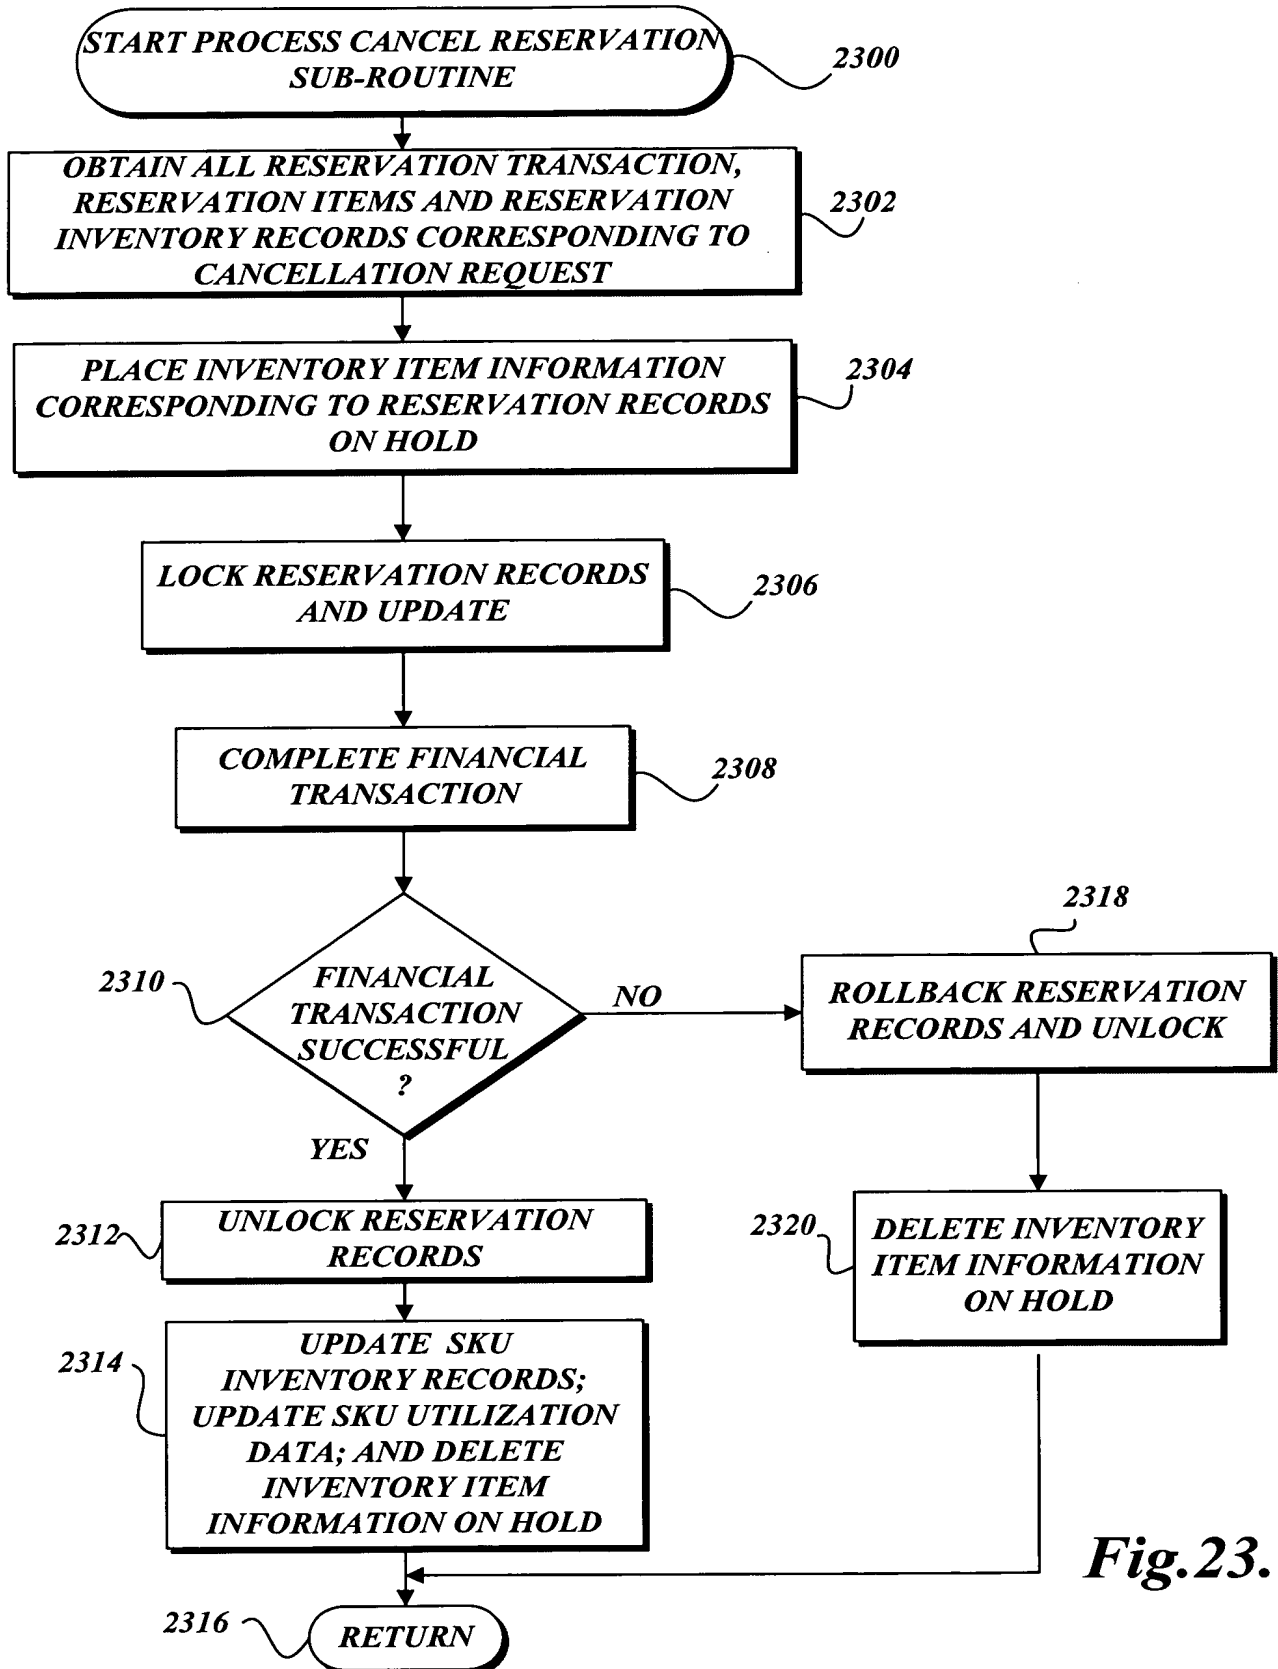 START PROCESS CANCEL RESERVATION
SUB-ROUTINE
2300
OBTAIN ALL RESERVATION TRANSACTION,
RESERVATION ITEMS AND RESERVATION
INVENTORY RECORDS CORRESPONDING TO
CANCELLATION REQUEST
2302
PLACE INVENTORY ITEM INFORMATION
CORRESPONDING TO RESERVATION RECORDS
ON HOLD
2304
LOCK RESERVATION RECORDS
AND UPDATE
2306
COMPLETE FINANCIAL
TRANSACTION
2308
2310
FINANCIAL
TRANSACTION
SUCCESSFUL
?
NO
2318
ROLLBACK RESERVATION
RECORDS AND UNLOCK
YES
2312
UNLOCK RESERVATION
RECORDS
2320
DELETE INVENTORY
ITEM INFORMATION
ON HOLD
2314
UPDATE SKU
INVENTORY RECORDS;
UPDATE SKU UTILIZATION
DATA; AND DELETE
INVENTORY ITEM
INFORMATION ON HOLD
2316
RETURN
Fig.23.